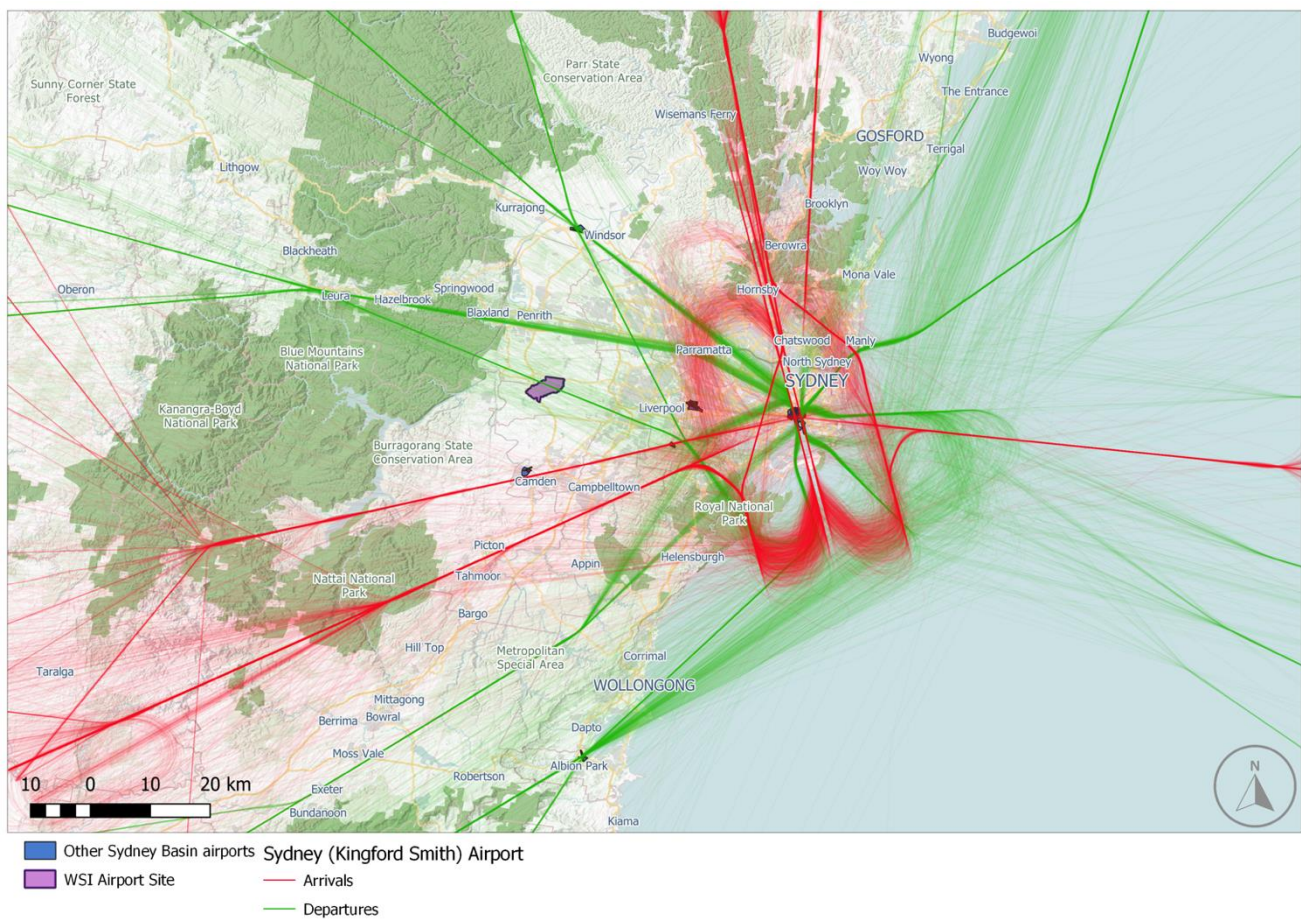 Budgewoi
Parr State
Conservation Area
Wyong
Sunny Corner State
Forest
The Entrance
Wisemans Ferry
GOSFORD
Terrigal
Lithgow
Woy Woy
Kurrajong
Brooklyn
Windsor
Blackheath
Berowra
Mona Vale
Oberon
Springwood
Hornsby
Leura
Hazelbrook
Blaxland
Penrith
Chatswood
Manly
Blue Mountains
National Park
Parramatta
North Sydney
SYDNEY
Kanangra-Boyd
National Park
Liverpool
Burragorang State
Conservation Area
Camden
Campbelltown
Royal National
Park
Picton
Helensburgh
Appin
Nattai National
Park
Tahmoor
Bargo
Hill Top
Metropolitan
Special Area
Corrimal
Taralga
WOLLONGONG
Mittagong
Berrima
Bowral
Dapto
Moss Vale
Albion Park
N
10 0 10 20 km
Robertson
Exeter
Bundanoon
Kiama
Other Sydney Basin airports
WSI Airport Site
Sydney (Kingford Smith) Airport
Arrivals
Departures